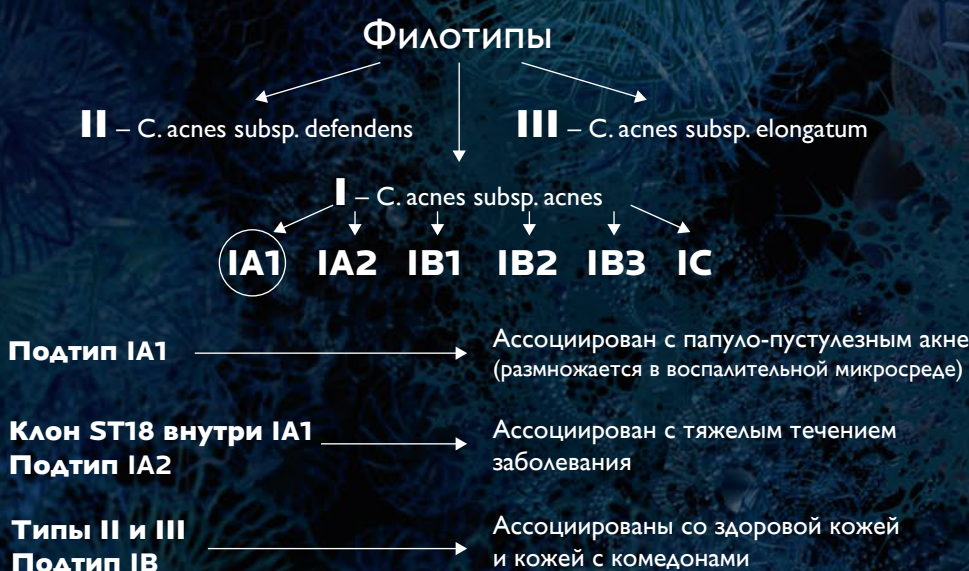 Филотипы
II – C. acnes subsp. defendens
III – C. acnes subsp. elongatum
I – C. acnes subsp. acnes
IA1 IA2 IB1 IB2 IB3 IC
Подтип IA1
Ассоциирован с папуло-пустулезным акне
(размножается в воспалительной микросреде)
Клон ST18 внутри IA1
Подтип IA2
Ассоциирован с тяжелым течением
заболевания
Типы II и III
Подтип IB
Ассоциированы со здоровой кожей
и кожей с комедонами